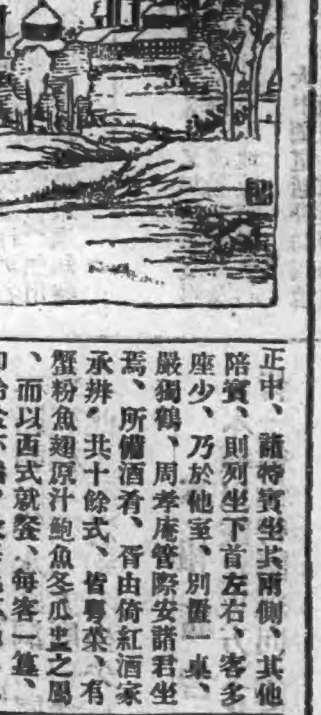 正中、諸特賓坐其兩側、其他
陪賓、則列坐下首左右、客多
座少、乃於他室、別置一桌、
嚴獨鶴、周孝庵管際安諸君坐
焉、所備酒肴、胥由倚紅酒家
承辦、共十餘式、皆粵菜、有
蟹粉魚翅原汁鮑魚冬瓜盅之屬
、而以西式就餐、每客一簋、